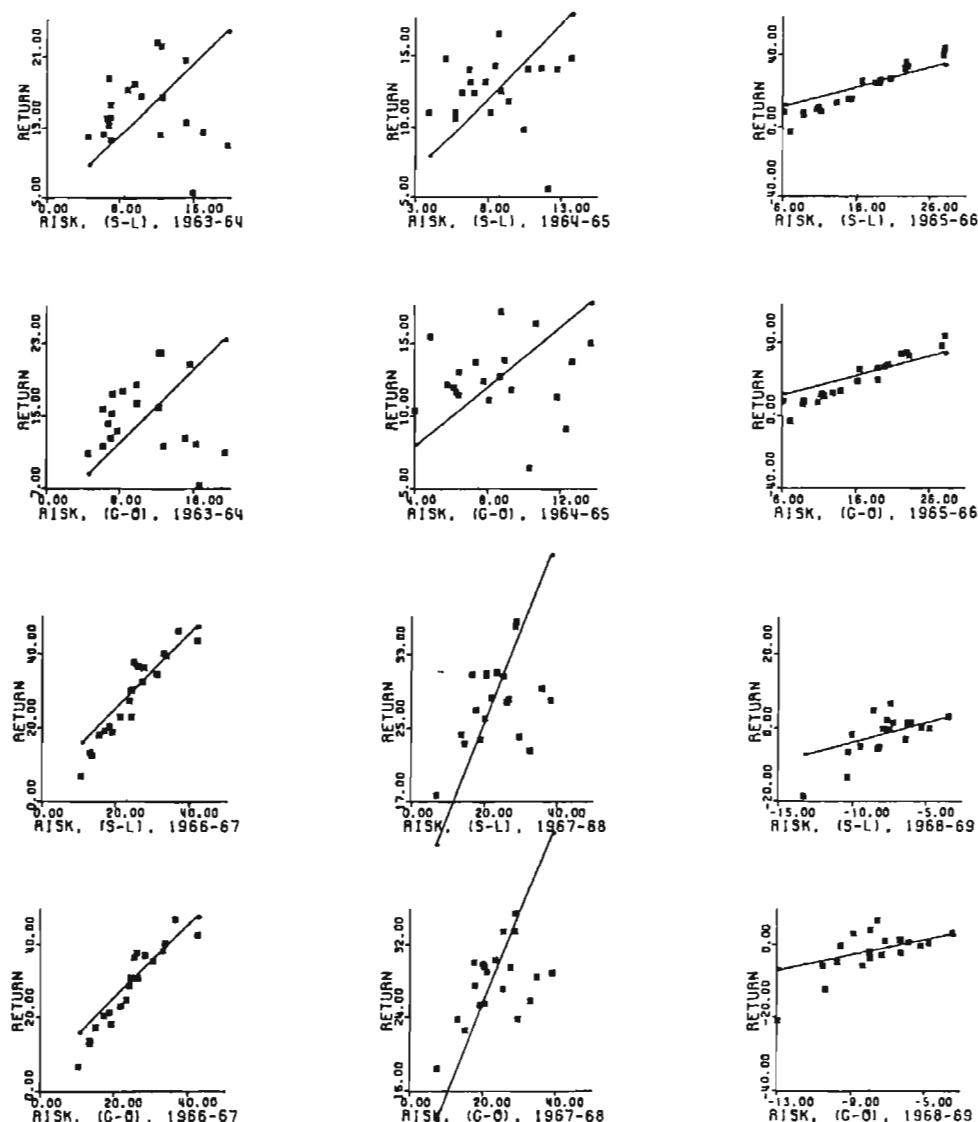 RETURN
21.00
13.00
5.00
0.00 8.00 16.00
RISK, (S-L), 1963-64
RETURN
15.00
10.00
5.00
3.00 8.00 13.00
RISK, (S-L), 1964-65
RETURN
40.00
0.00
-40.00
6.00 16.00 26.00
RISK, (S-L), 1965-66
RETURN
23.00
15.00
7.00
0.00 8.00 16.00
RISK, (G-O), 1963-64
RETURN
15.00
10.00
5.00
4.00 8.00 12.00
RISK, (G-O), 1964-65
RETURN
40.00
0.00
-40.00
6.00 16.00 26.00
RISK, (G-O), 1965-66
RETURN
40.00
20.00
0.00
0.00 20.00 40.00
RISK, (S-L), 1966-67
RETURN
33.00
25.00
17.00
0.00 20.00 40.00
RISK, (S-L), 1967-68
RETURN
20.00
0.00
-20.00
-15.00 -10.00 -5.00
RISK, (S-L), 1968-69
RETURN
40.00
20.00
0.00
0.00 20.00 40.00
RISK, (G-O), 1966-67
RETURN
32.00
24.00
16.00
0.00 20.00 40.00
RISK, (G-O), 1967-68
RETURN
0.00
-20.00
-40.00
-13.00 -9.00 -5.00
RISK, (G-O), 1968-69